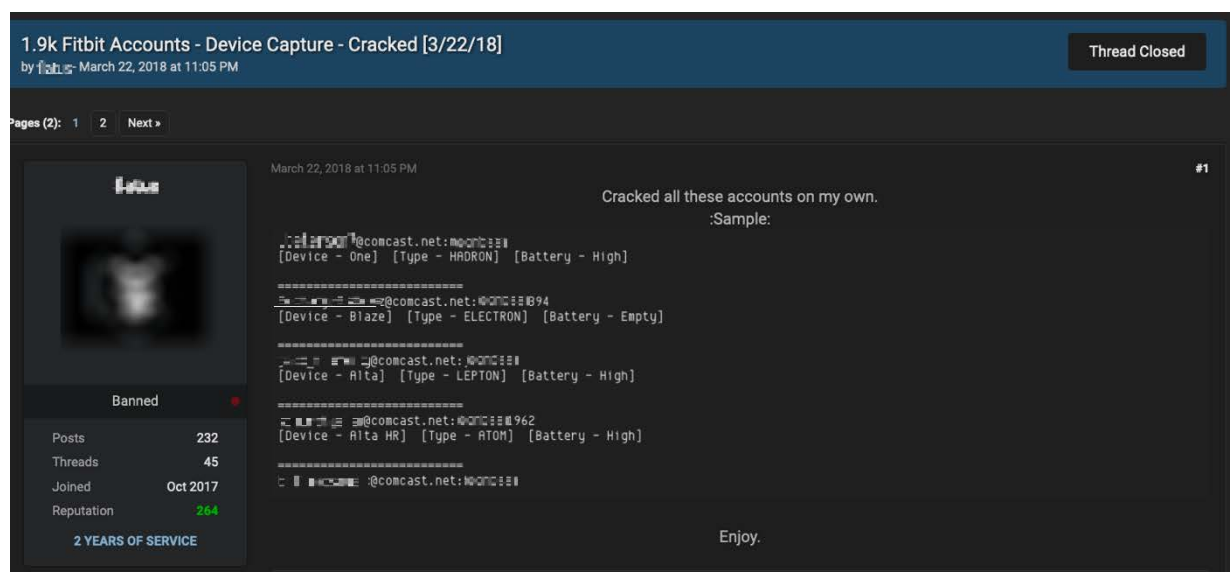 1.9k Fitbit Accounts - Device Capture - Cracked [3/22/18]
by - March 22, 2018 at 11:05 PM
Thread Closed
Pages (2): 1 2 Next »
March 22, 2018 at 11:05 PM
#1
Cracked all these accounts on my own.
:Sample:
@comcast.net:
[Device - One] [Type - HADRON] [Battery - High]
==========================
@comcast.net:
[Device - Blaze] [Type - ELECTRON] [Battery - Empty]
==========================
@comcast.net:
[Device - Alta] [Type - LEPTON] [Battery - High]
==========================
@comcast.net:
[Device - Alta HR] [Type - ATOM] [Battery - High]
==========================
@comcast.net:
Enjoy.
Banned
Posts 232
Threads 45
Joined Oct 2017
Reputation 264
2 YEARS OF SERVICE